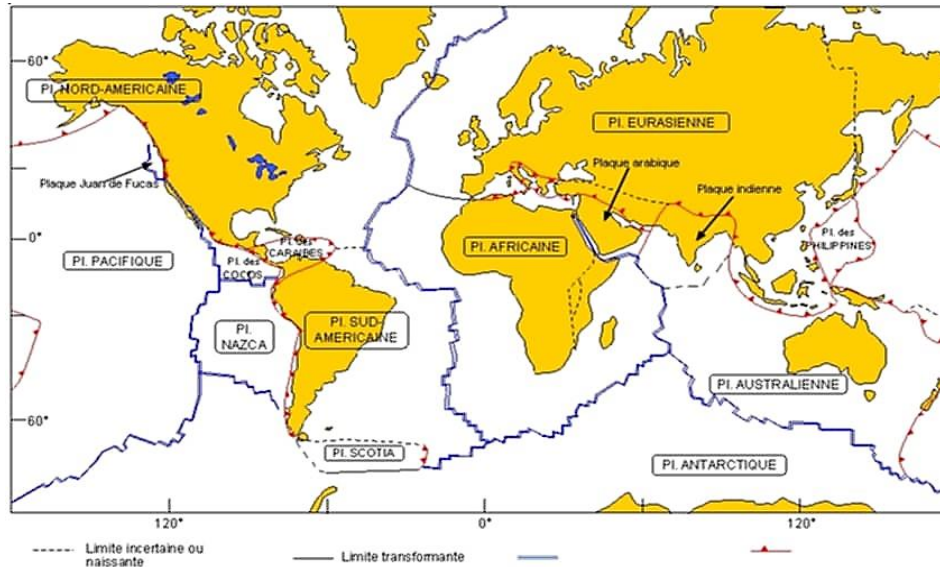 60°
Pl. NORD-AMERICAINE
Pl. EURASIENNE
Plaque arabique
Plaque Juan de Fucas
Plaque indienne
0°
Pl. PACIFIQUE
Pl. des
CARAIBES
Pl. des
COCOS
Pl. AFRICAINE
Pl. des
PHILIPPINES
Pl.
NAZCA
Pl. SUD-
AMERICAINE
Pl. AUSTRALIENNE
60°
Pl. SCOTIA
Pl. ANTARCTIQUE
120°
0°
120°
Limite incertaine ou
naissante
Limite transformante